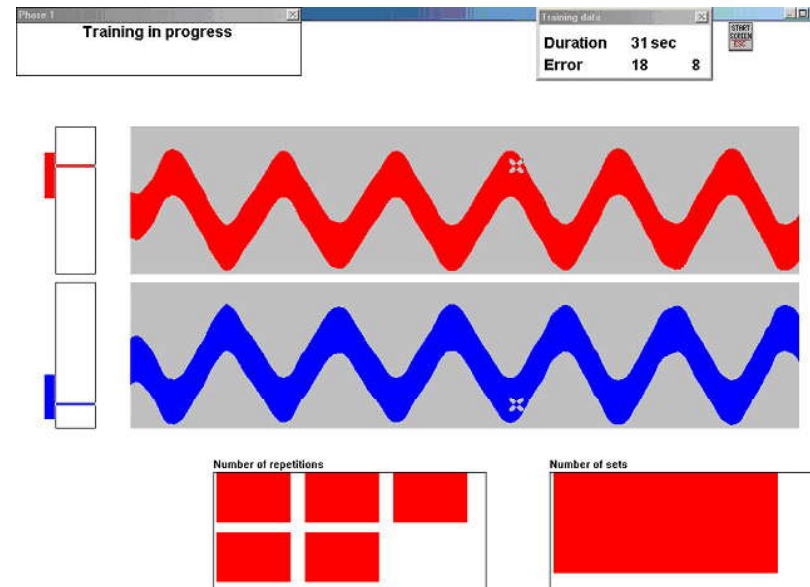 Phase 1
Training in progress
Training data
Duration 31 sec
Error 18 8
START
SCREEN
ESC
Number of repetitions
Number of sets